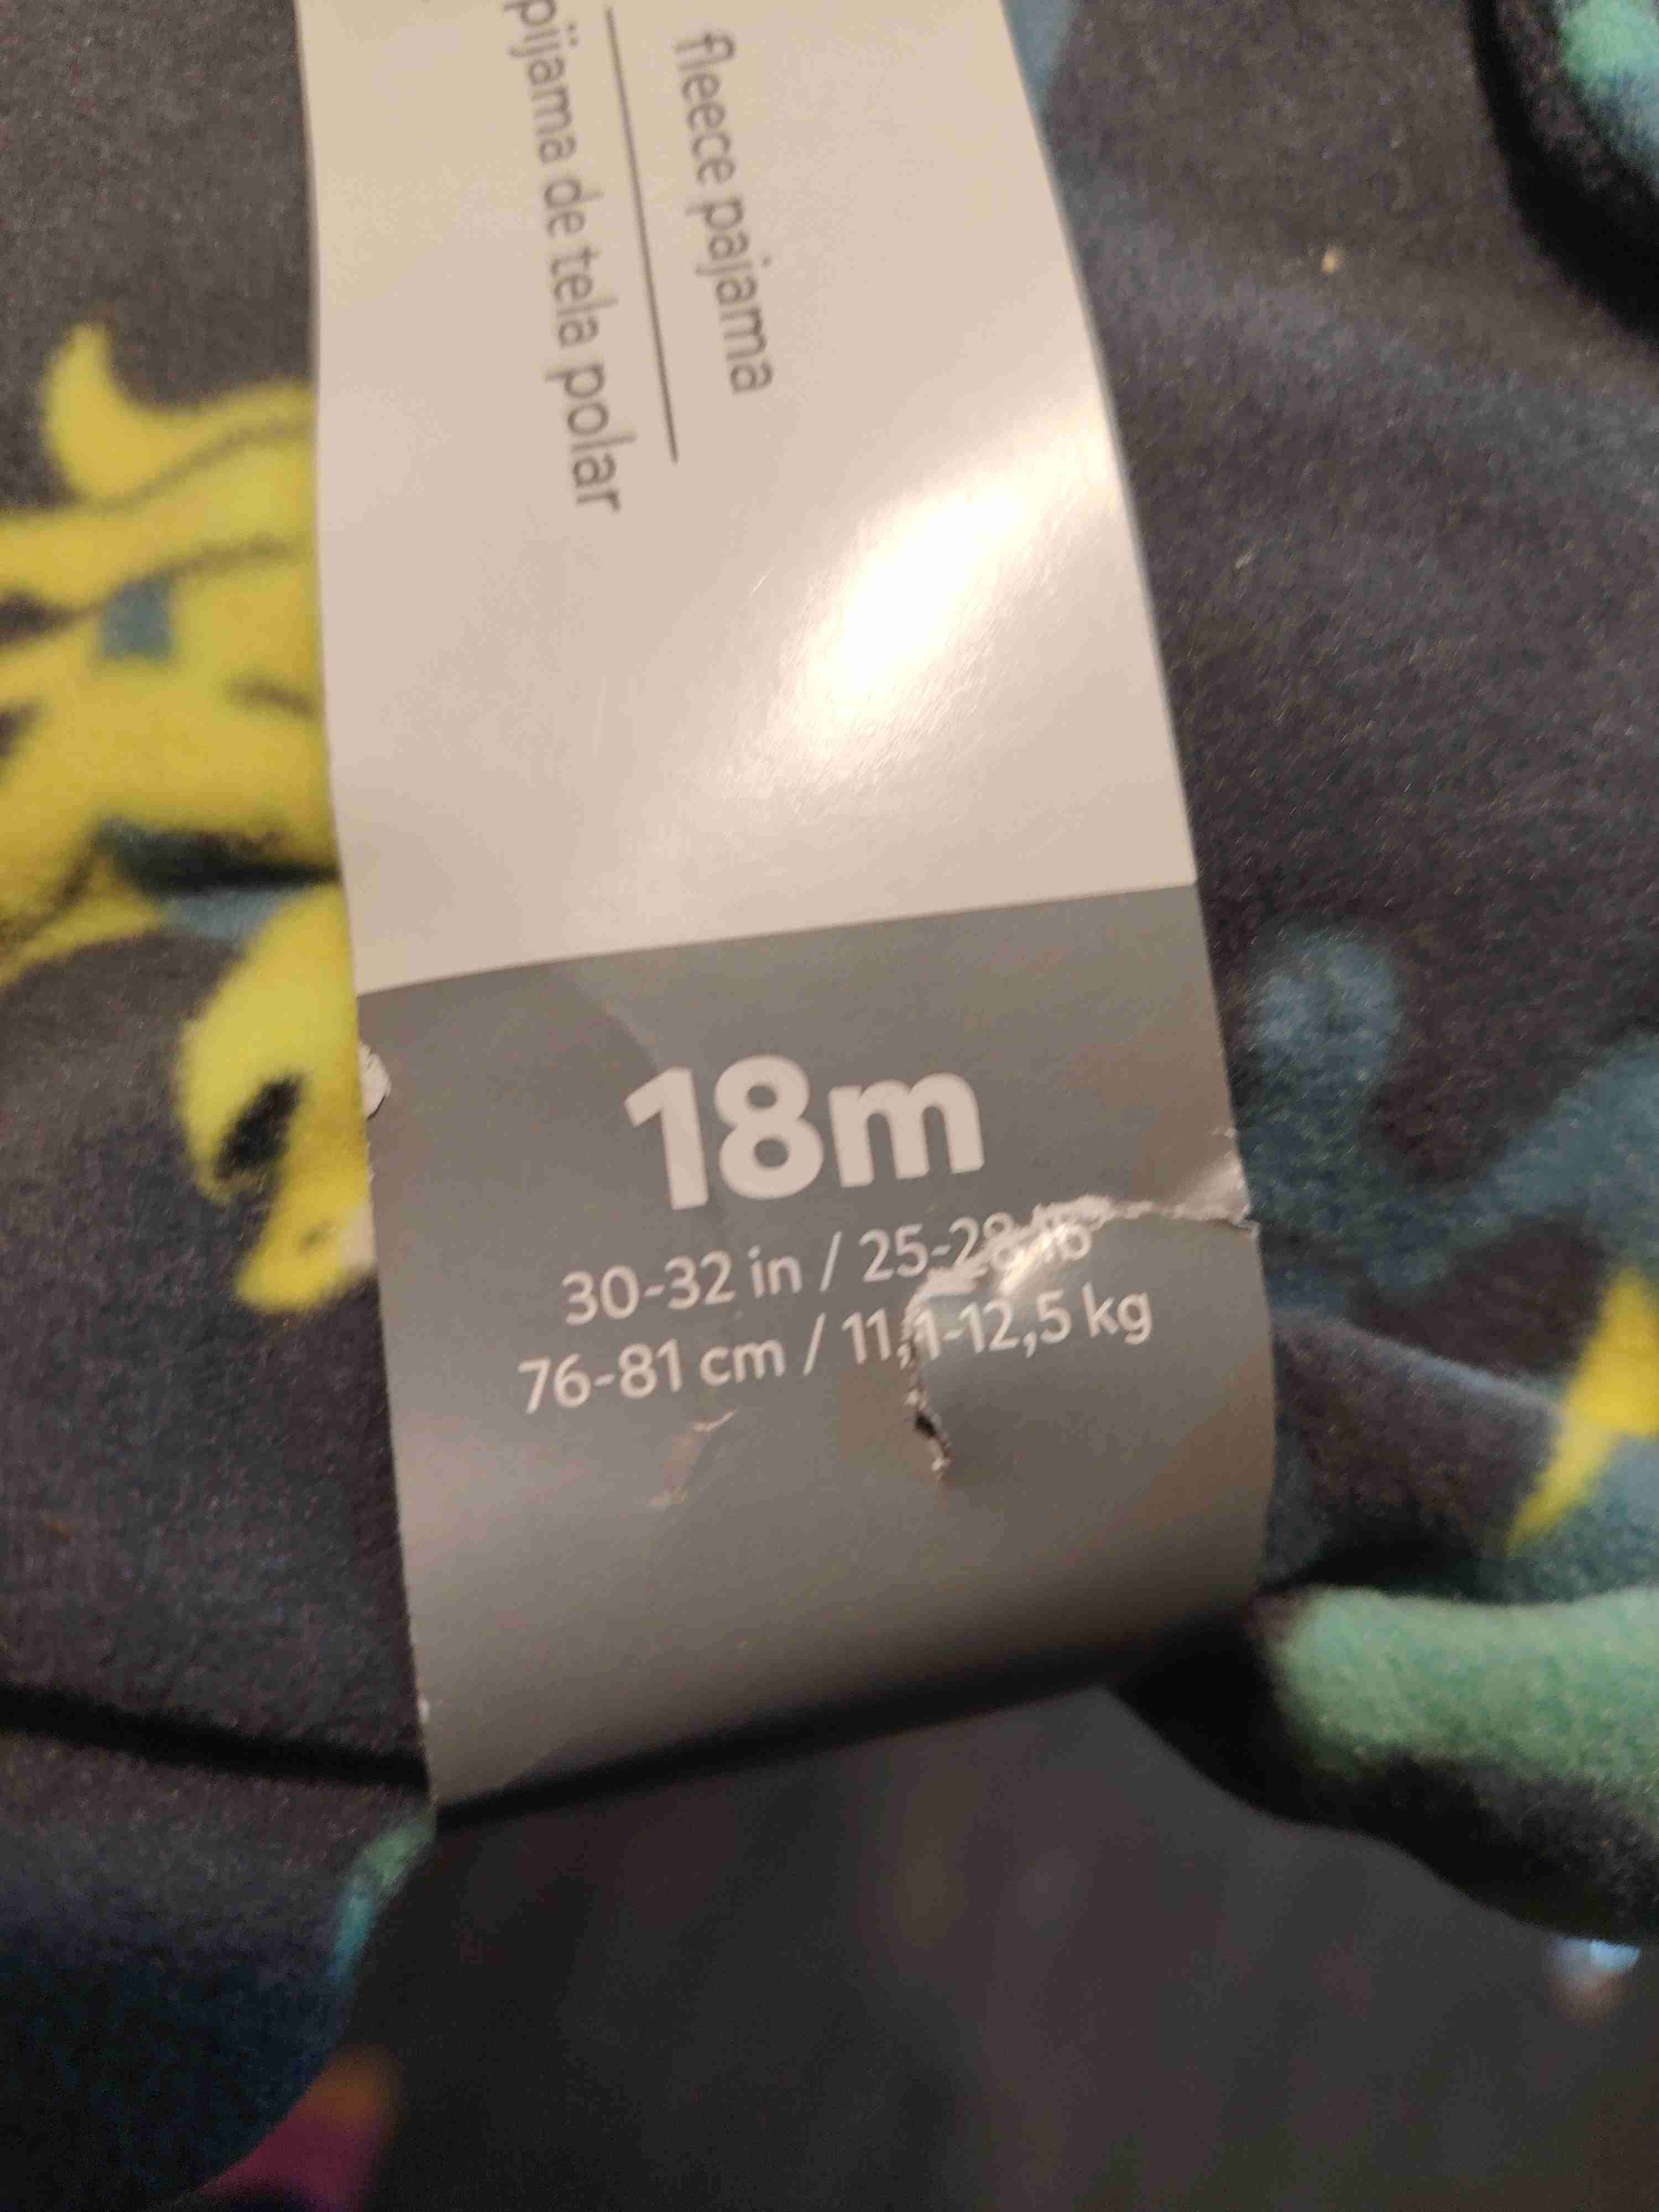 fleece pajama
pijama de tela polar
18m
30-32 in / 25-28 lb
76-81 cm / 11,1-12,5 kg